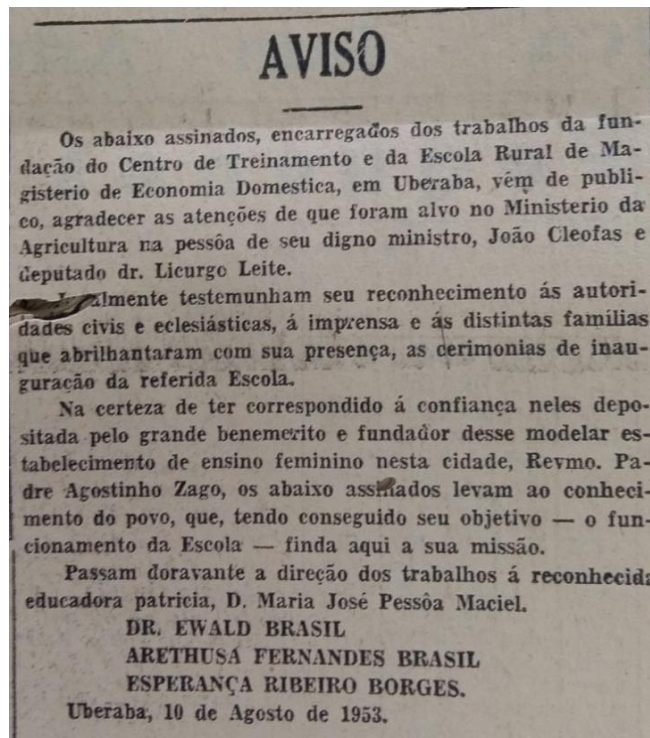 AVISO
Os abaixo assinados, encarregados dos trabalhos da fun-
dação do Centro de Treinamento e da Escola Rural de Ma-
gisterio de Economia Domestica, em Uberaba, vêm de publi-
co, agradecer as atenções de que foram alvo no Ministerio da
Agricultura na pessôa de seu digno ministro, João Cleofas e
deputado dr. Licurgo Leite.
almente testemunham seu reconhecimento ás autori-
dades civis e eclesiásticas, á imprensa e ás distintas famílias
que abrilhantaram com sua presença, as cerimonias de inau-
guração da referida Escola.
Na certeza de ter correspondido á confiança neles depo-
sitada pelo grande benemerito e fundador desse modelar es-
tabelecimento de ensino feminino nesta cidade, Revmo. Pa-
dre Agostinho Zago, os abaixo assinados levam ao conheci-
mento do povo, que, tendo conseguido seu objetivo — o fun-
cionamento da Escola — finda aqui a sua missão.
Passam doravante a direção dos trabalhos á reconhecida
educadora patricia, D. Maria José Pessôa Maciel.
DR. EWALD BRASIL
ARETHUSA FERNANDES BRASIL
ESPERANÇA RIBEIRO BORGES.
Uberaba, 10 de Agosto de 1953.